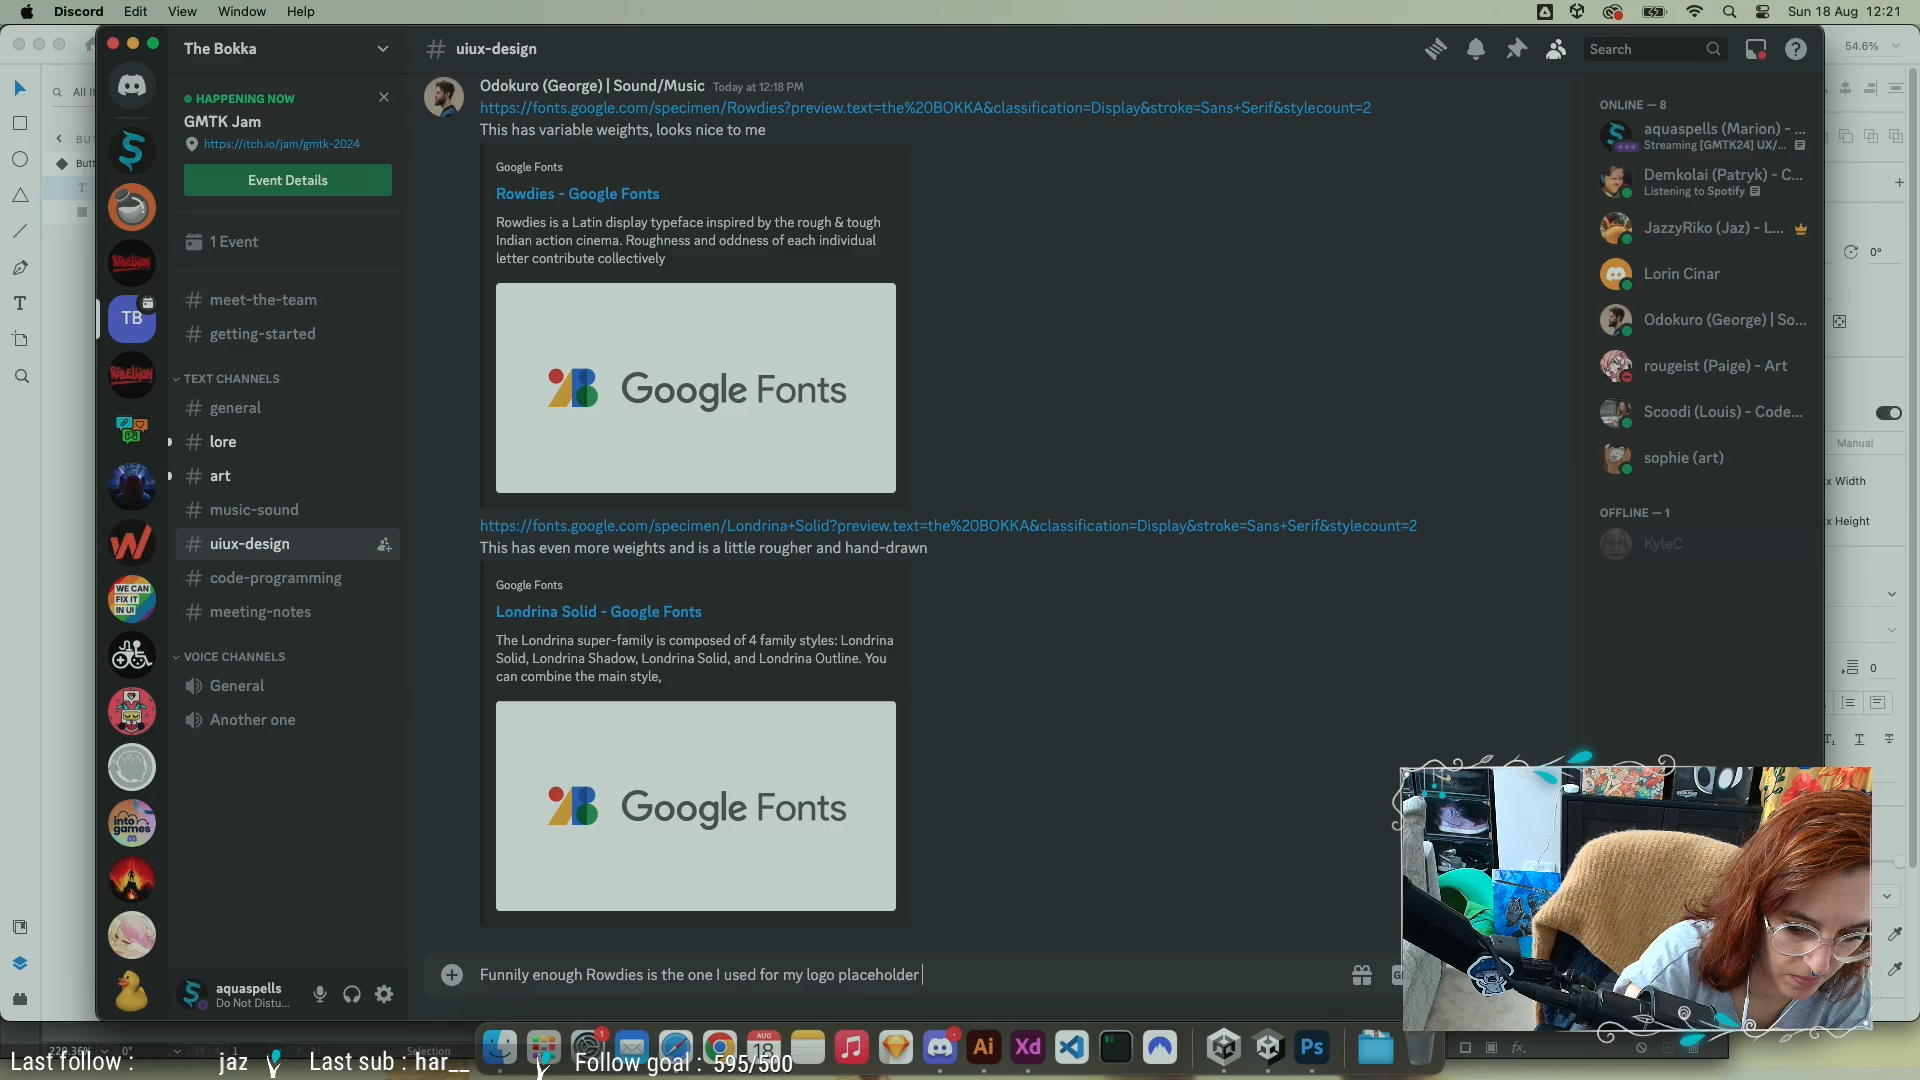 Discord Edit View Window Help
Sun 18 Aug 12:21
The Bokka
uiux-design
Search
54.6%
HAPPENING NOW
GMTK Jam
https://itch.io/jam/gmtk-2024
Event Details
1 Event
meet-the-team
getting-started
TEXT CHANNELS
general
lore
art
music-sound
uiux-design
code-programming
meeting-notes
VOICE CHANNELS
General
Another one
TB
WE CAN
FIX IT
IN UI
into
games
aquaspells
Do Not Distu...
Odokuro (George) | Sound/Music Today at 12:18 PM
https://fonts.google.com/specimen/Rowdies?preview.text=the%20BOKKA&classification=Display&stroke=Sans+Serif&stylecount=2
This has variable weights, looks nice to me
Google Fonts
Rowdies - Google Fonts
Rowdies is a Latin display typeface inspired by the rough & tough
Indian action cinema. Roughness and oddness of each individual
letter contribute collectively
Google Fonts
https://fonts.google.com/specimen/Londrina+Solid?preview.text=the%20BOKKA&classification=Display&stroke=Sans+Serif&stylecount=2
This has even more weights and is a little rougher and hand-drawn
Google Fonts
Londrina Solid - Google Fonts
The Londrina super-family is composed of 4 family styles: Londrina
Solid, Londrina Shadow, Londrina Solid, and Londrina Outline. You
can combine the main style,
Google Fonts
Funnily enough Rowdies is the one I used for my logo placeholder
ONLINE — 8
aquaspells (Marion) - ...
Streaming [GMTK24] UX/...
Demkolai (Patryk) - C...
Listening to Spotify
JazzyRiko (Jaz) - L...
Lorin Cinar
Odokuro (George) | So...
rougeist (Paige) - Art
Scoodi (Louis) - Code...
sophie (art)
OFFLINE — 1
KyleC
0°
Manual
x Width
x Height
0
Last follow : jaz Last sub : har__ Follow goal : 595/500